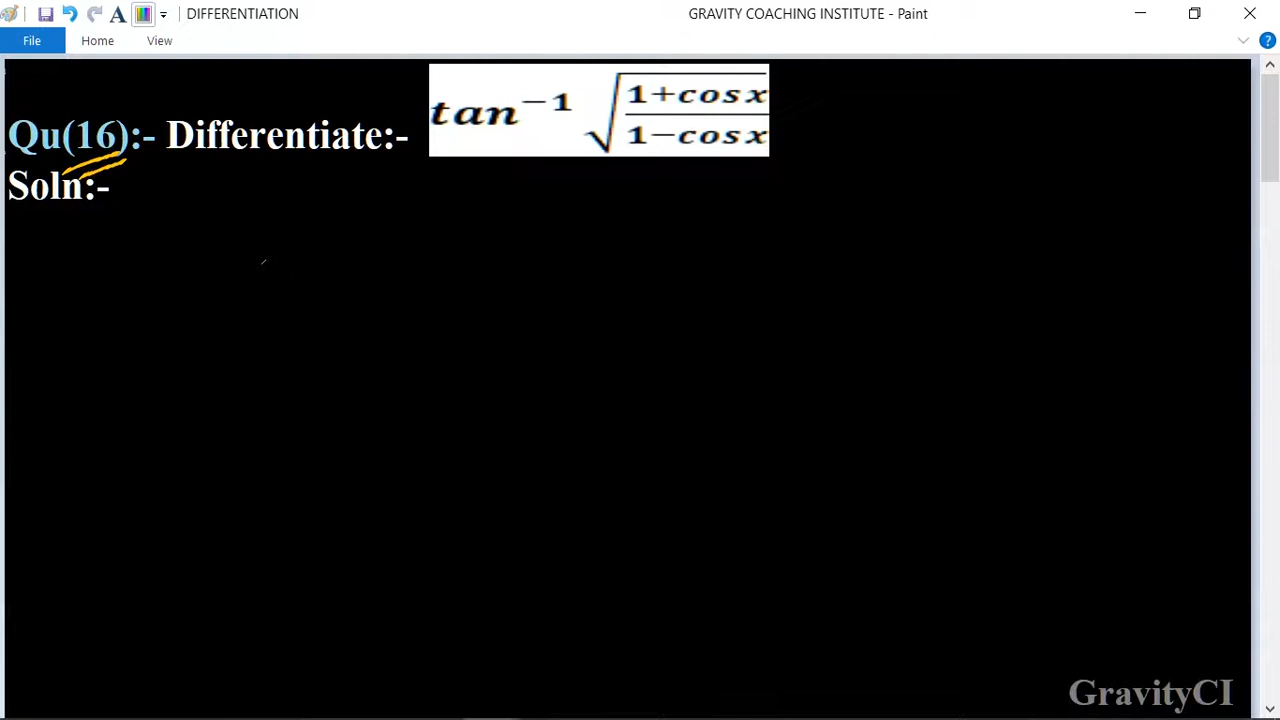 DIFFERENTIATION
GRAVITY COACHING INSTITUTE - Paint
File Home View
Qu(16):- Differentiate:- tan⁻¹ √((1+cos x)/(1−cos x))
Soln:-
GravityCI